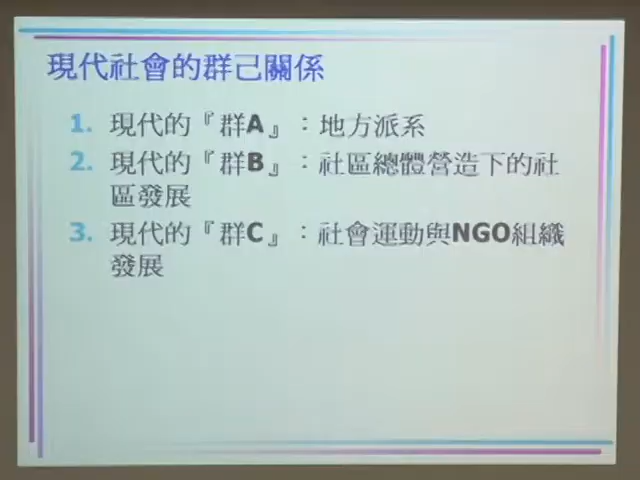 現代社會的群己關係
1. 現代的『群A』：地方派系
2. 現代的『群B』：社區總體營造下的社
區發展
3. 現代的『群C』：社會運動與NGO組織
發展